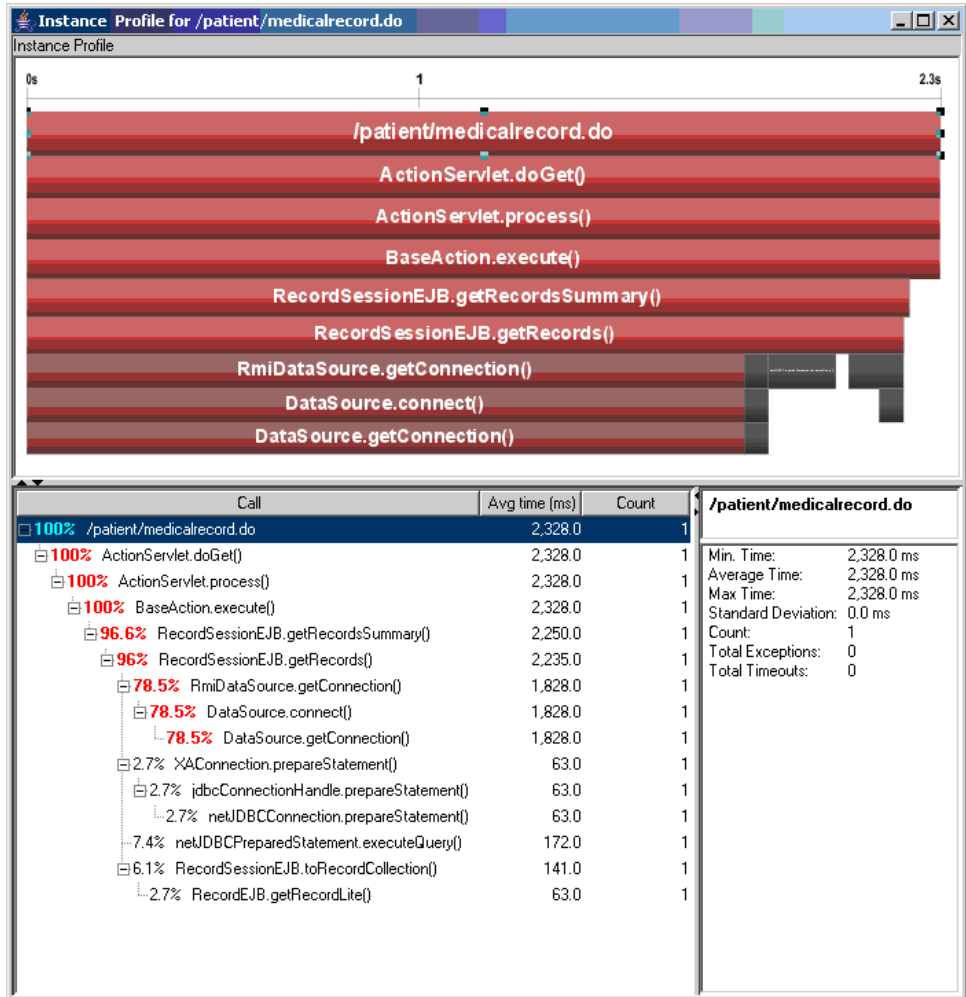 Instance Profile for /patient/medicalrecord.do
Instance Profile
0s 1 2.3s
/patient/medicalrecord.do
ActionServlet.doGet()
ActionServlet.process()
BaseAction.execute()
RecordSessionEJB.getRecordsSummary()
RecordSessionEJB.getRecords()
RmiDataSource.getConnection()
DataSource.connect()
DataSource.getConnection()
Call Avg time (ms) Count
100% /patient/medicalrecord.do 2,328.0 1
100% ActionServlet.doGet() 2,328.0 1
100% ActionServlet.process() 2,328.0 1
100% BaseAction.execute() 2,328.0 1
96.6% RecordSessionEJB.getRecordsSummary() 2,250.0 1
96% RecordSessionEJB.getRecords() 2,235.0 1
78.5% RmiDataSource.getConnection() 1,828.0 1
78.5% DataSource.connect() 1,828.0 1
78.5% DataSource.getConnection() 1,828.0 1
2.7% XAConnection.prepareStatement() 63.0 1
2.7% jdbcConnectionHandle.prepareStatement() 63.0 1
2.7% netJDBCConnection.prepareStatement() 63.0 1
7.4% netJDBCPreparedStatement.executeQuery() 172.0 1
6.1% RecordSessionEJB.toRecordCollection() 141.0 1
2.7% RecordEJB.getRecordLite() 63.0 1
/patient/medicalrecord.do
Min. Time: 2,328.0 ms
Average Time: 2,328.0 ms
Max Time: 2,328.0 ms
Standard Deviation: 0.0 ms
Count: 1
Total Exceptions: 0
Total Timeouts: 0